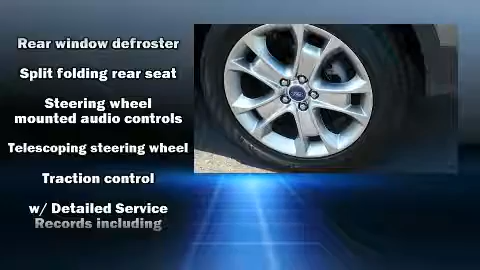 Rear window defroster
Split folding rear seat
Steering wheel
mounted audio controls
Telescoping steering wheel
Traction control
w/ Detailed Service
Records including
Ford